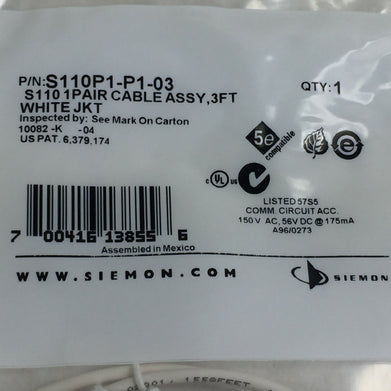 P/N:S110P1-P1-03
S110 1PAIR CABLE ASSY,3FT
WHITE JKT
QTY:1
Inspected by: See Mark On Carton
10082 -K -04
US PAT. 6,379,174
5e
compatible
e
c UL US
N
LISTED 57S5
COMM. CIRCUIT ACC.
150 V AC, 56V DC @ 175mA
A96/0273
7 00416 13855 6
Assembled in Mexico
WWW.SIEMON.COM
SIEMON